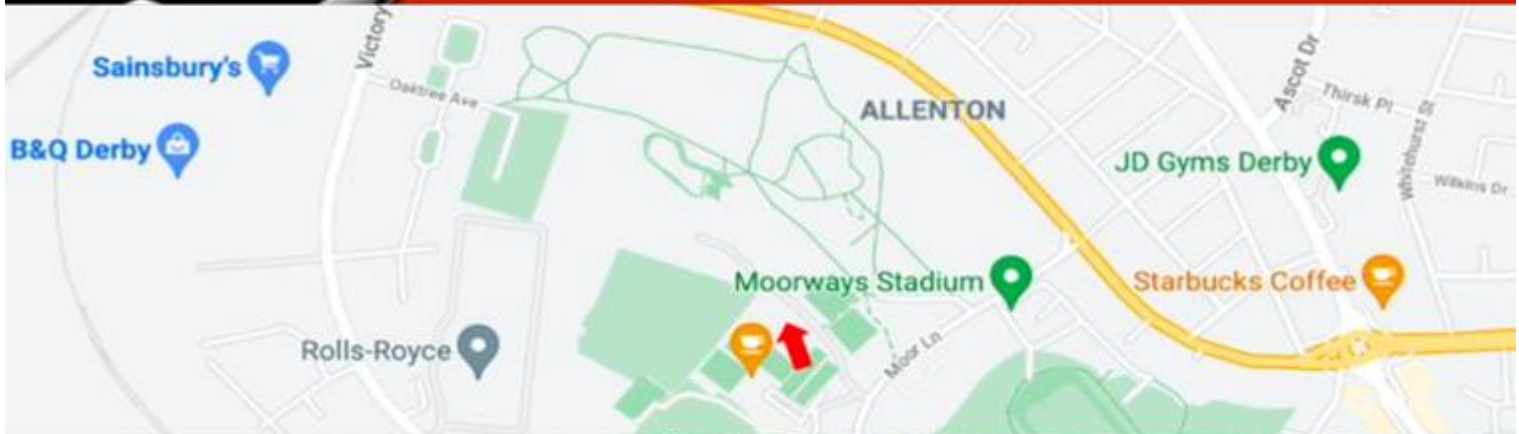 Victory
Sainsbury's
Oaktree Ave
B&Q Derby
ALLENTON
Ascot Dr
Thirsk Pl
Whitehurst St
JD Gyms Derby
Wilkins Dr
Moorways Stadium
Starbucks Coffee
Rolls-Royce
Moor Ln